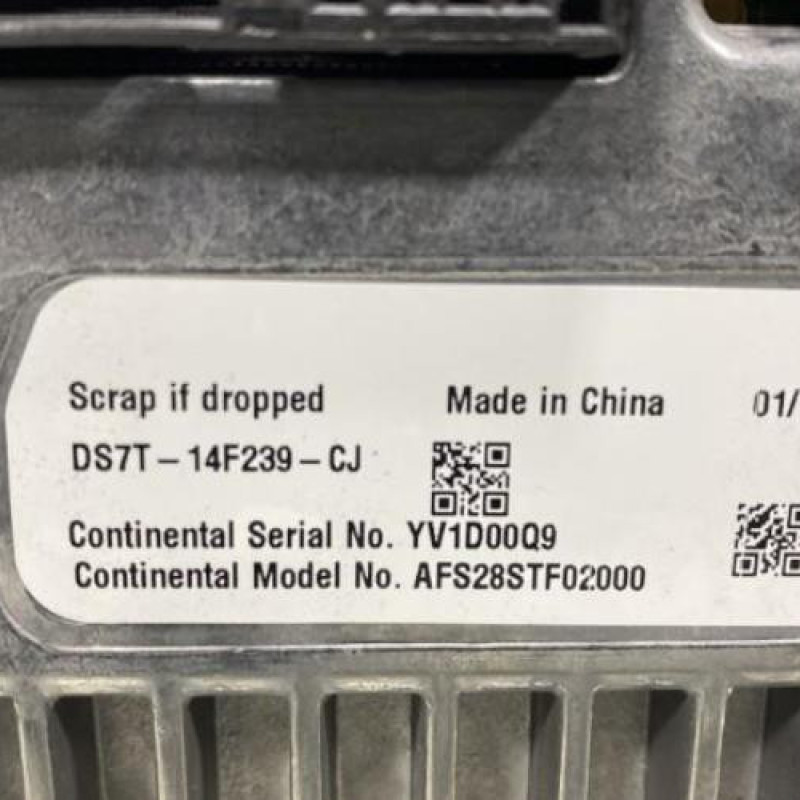 Scrap if dropped Made in China 01/
DS7T-14F239-CJ
Continental Serial No. YV1D00Q9
Continental Model No. AFS28STF02000